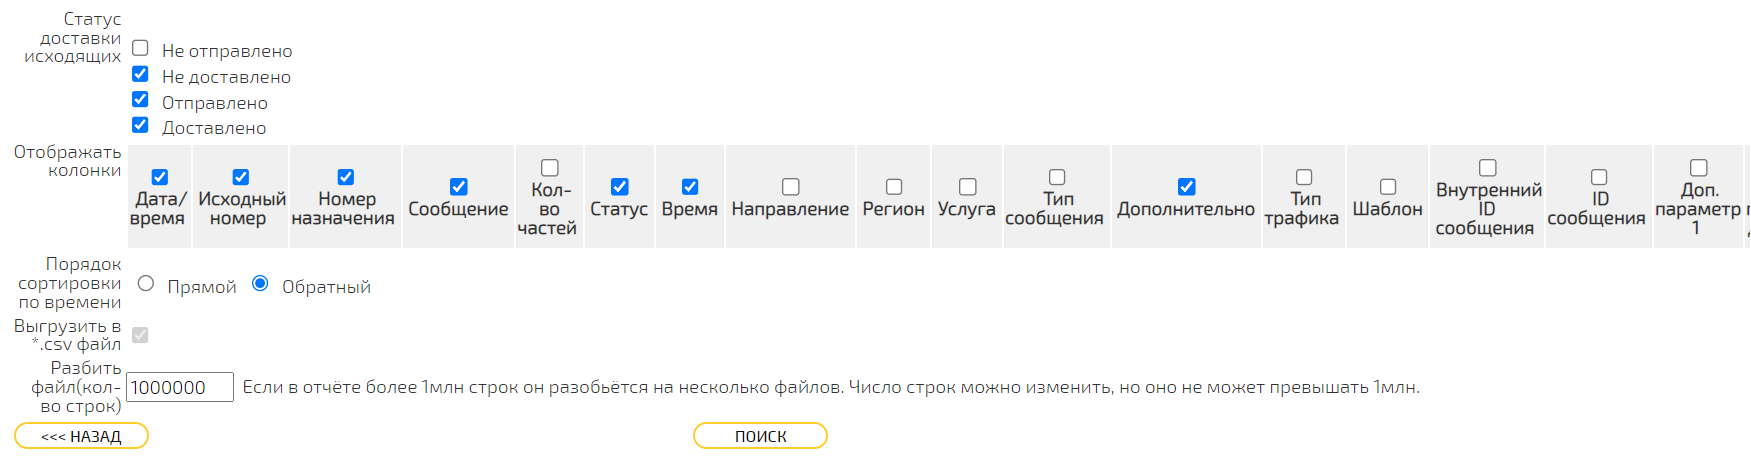 Статус
доставки
исходящих
Не отправлено
Не доставлено
Отправлено
Доставлено
Отображать
колонки
Дата/
время
Исходный
номер
Номер
назначения
Сообщение
Кол-
во
частей
Статус
Время
Направление
Регион
Услуга
Тип
сообщения
Дополнительно
Тип
трафика
Шаблон
Внутренний
ID
сообщения
ID
сообщения
Доп.
параметр
1
Порядок
сортировки
по времени
Прямой
Обратный
Выгрузить в
*.csv файл
Разбить
файл(кол-
во строк)
1000000
Если в отчёте более 1млн строк он разобьётся на несколько файлов. Число строк можно изменить, но оно не может превышать 1млн.
<<< НАЗАД
ПОИСК